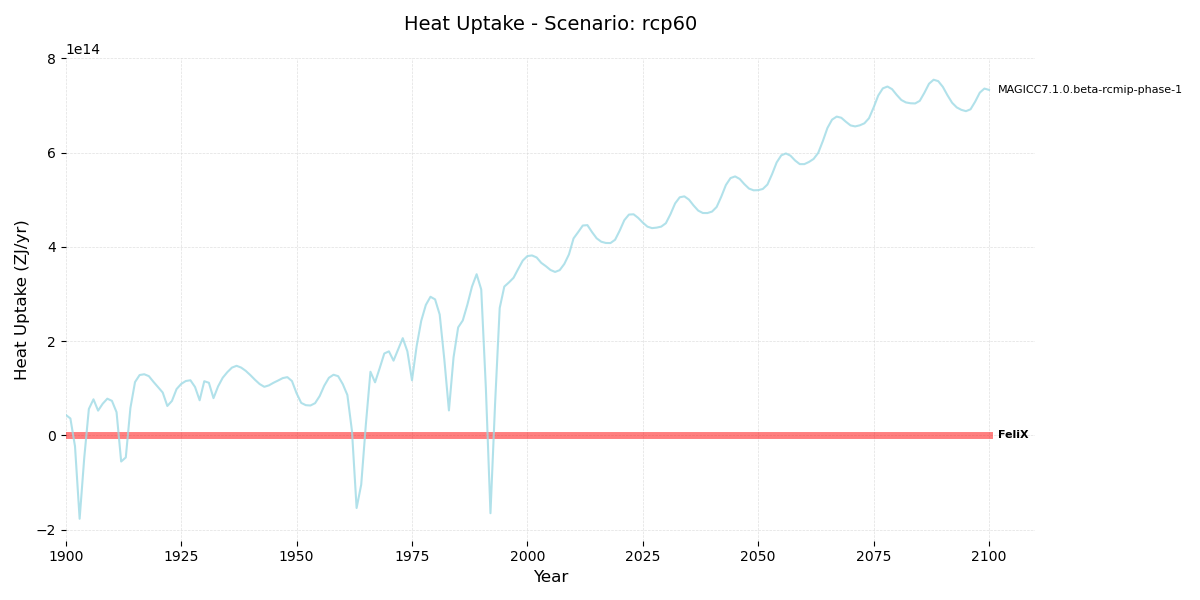 Heat Uptake - Scenario: rcp60
1e14
8
6
4
2
0
−2
Heat Uptake (ZJ/yr)
MAGICC7.1.0.beta-rcmip-phase-1
FeliX
1900 1925 1950 1975 2000 2025 2050 2075 2100
Year